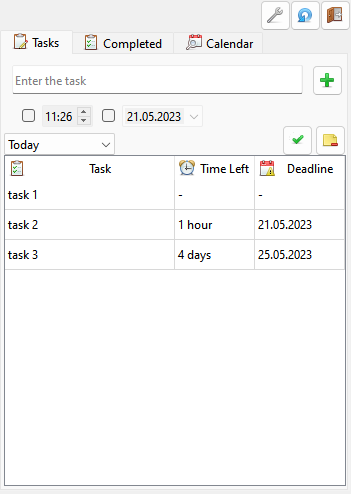 Tasks Completed Calendar
Enter the task
11:26 21.05.2023
Today
Task Time Left Deadline
task 1 - -
task 2 1 hour 21.05.2023
task 3 4 days 25.05.2023